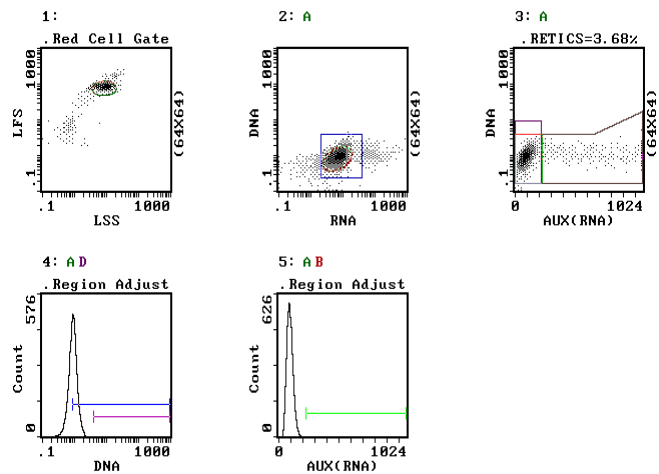 1:
.Red Cell Gate
1000
LFS
.1
(64X64)
.1 1000
LSS
2: A
1000
DNA
.1
(64X64)
.1 1000
RNA
3: A
.RETICS=3.68%
1000
DNA
.1
(64X64)
0 1024
AUX(RNA)
4: A D
.Region Adjust
576
Count
0
.1 1000
DNA
5: A B
.Region Adjust
626
Count
0
0 1024
AUX(RNA)